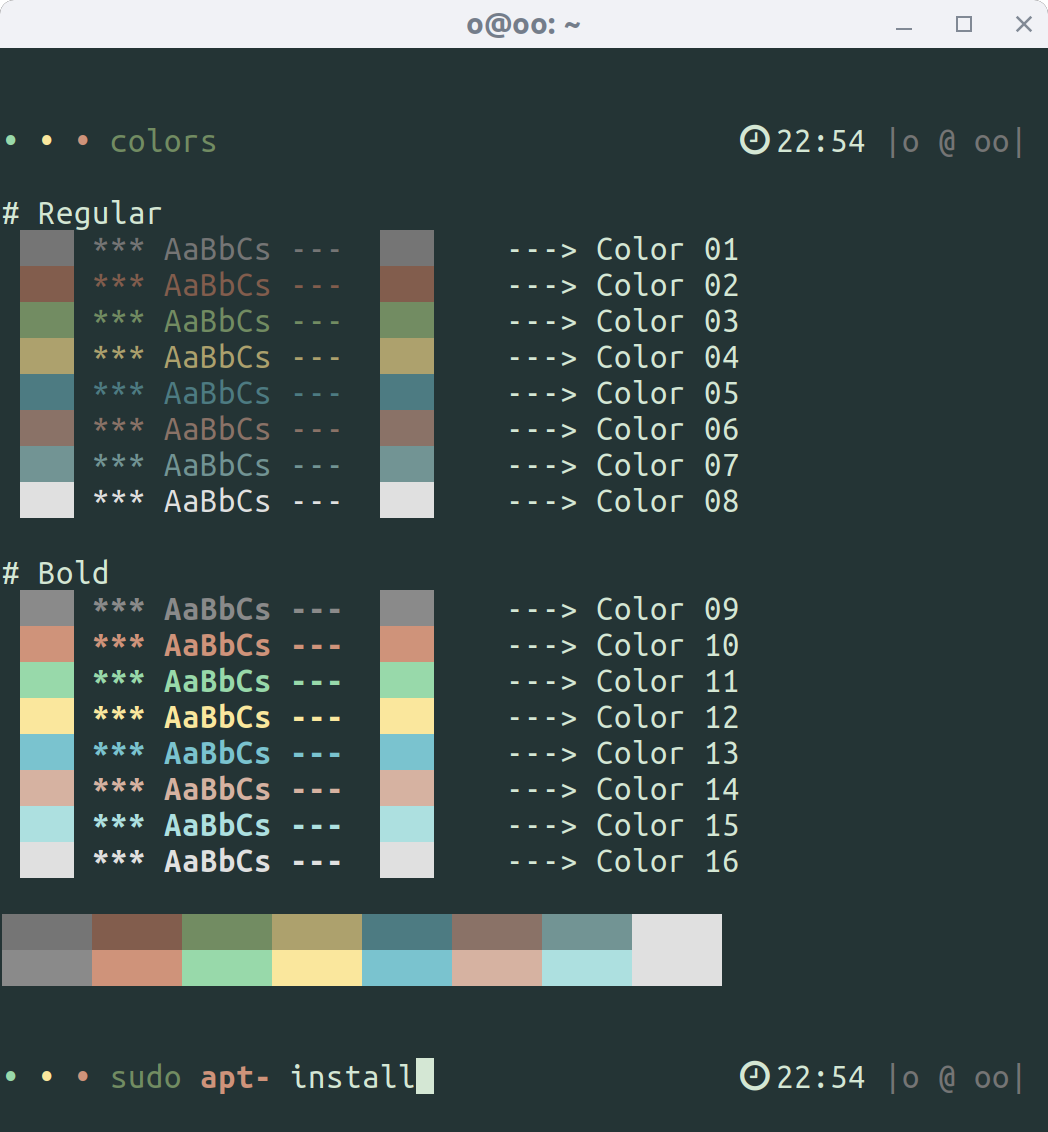 o@oo: ~
• • • colors 22:54 |o @ oo|
# Regular
*** AaBbCs --- ---> Color 01
*** AaBbCs --- ---> Color 02
*** AaBbCs --- ---> Color 03
*** AaBbCs --- ---> Color 04
*** AaBbCs --- ---> Color 05
*** AaBbCs --- ---> Color 06
*** AaBbCs --- ---> Color 07
*** AaBbCs --- ---> Color 08
# Bold
*** AaBbCs --- ---> Color 09
*** AaBbCs --- ---> Color 10
*** AaBbCs --- ---> Color 11
*** AaBbCs --- ---> Color 12
*** AaBbCs --- ---> Color 13
*** AaBbCs --- ---> Color 14
*** AaBbCs --- ---> Color 15
*** AaBbCs --- ---> Color 16
• • • sudo apt- install 22:54 |o @ oo|